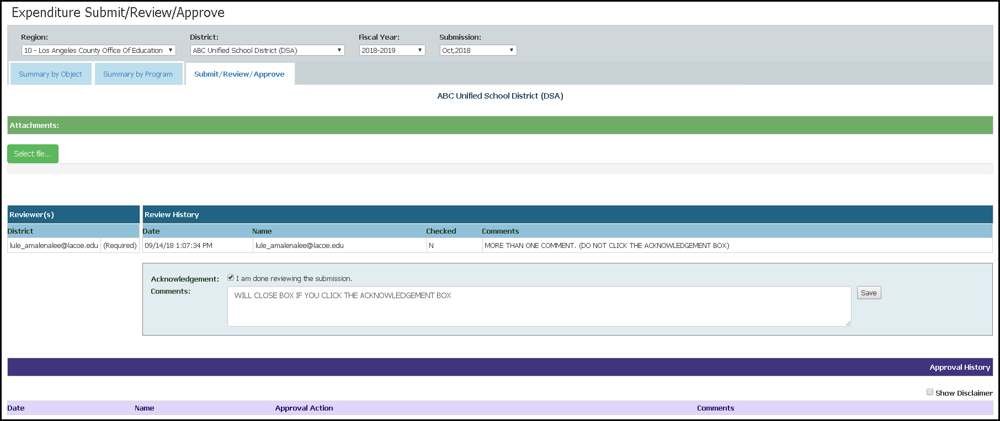 Expenditure Submit/Review/Approve
Region: District: Fiscal Year: Submission:
10 - Los Angeles County Office Of Education ABC Unified School District (DSA) 2018-2019 Oct,2018
Summary by Object Summary by Program Submit/Review/Approve
ABC Unified School District (DSA)
Attachments:
Select file...
Reviewer(s) Review History
District Date Name Checked Comments
lule_amalenalee@lacoe.edu (Required) 09/14/18 1:07:34 PM lule_amalenalee@lacoe.edu N MORE THAN ONE COMMENT. (DO NOT CLICK THE ACKNOWLEDGEMENT BOX)
Acknowledgement: I am done reviewing the submission.
Comments: WILL CLOSE BOX IF YOU CLICK THE ACKNOWLEDGEMENT BOX Save
Approval History
Show Disclaimer
Date Name Approval Action Comments